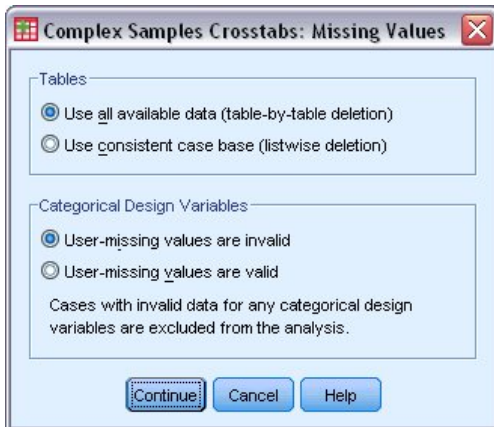 Complex Samples Crosstabs: Missing Values
Tables
Use all available data (table-by-table deletion)
Use consistent case base (listwise deletion)
Categorical Design Variables
User-missing values are invalid
User-missing values are valid
Cases with invalid data for any categorical design
variables are excluded from the analysis.
Continue Cancel Help